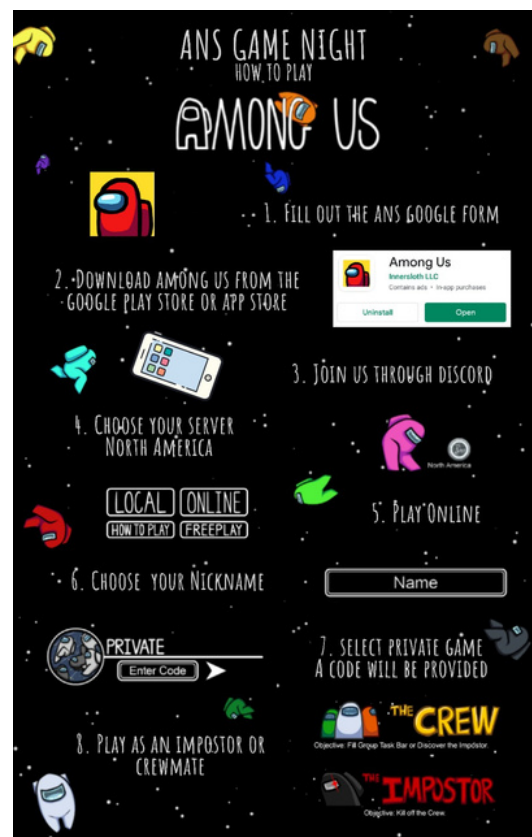 ANS GAME NIGHT
HOW TO PLAY
AMONG US
1. FILL OUT THE ANS GOOGLE FORM
Among Us
Innersloth LLC
Contains ads • In-app purchases
Uninstall
Open
2. DOWNLOAD AMONG US FROM THE
GOOGLE PLAY STORE OR APP STORE
3. JOIN US THROUGH DISCORD
4. CHOOSE YOUR SERVER
NORTH AMERICA
North America
LOCAL
ONLINE
HOW TO PLAY
FREEPLAY
5. PLAY ONLINE
6. CHOOSE YOUR NICKNAME
Name
PRIVATE
Enter Code
7. SELECT PRIVATE GAME
A CODE WILL BE PROVIDED
THE CREW
Objective: Fill Group Task Bar or Discover the Impostor.
8. PLAY AS AN IMPOSTOR OR
CREWMATE
THE IMPOSTOR
Objective: Kill off the Crew.